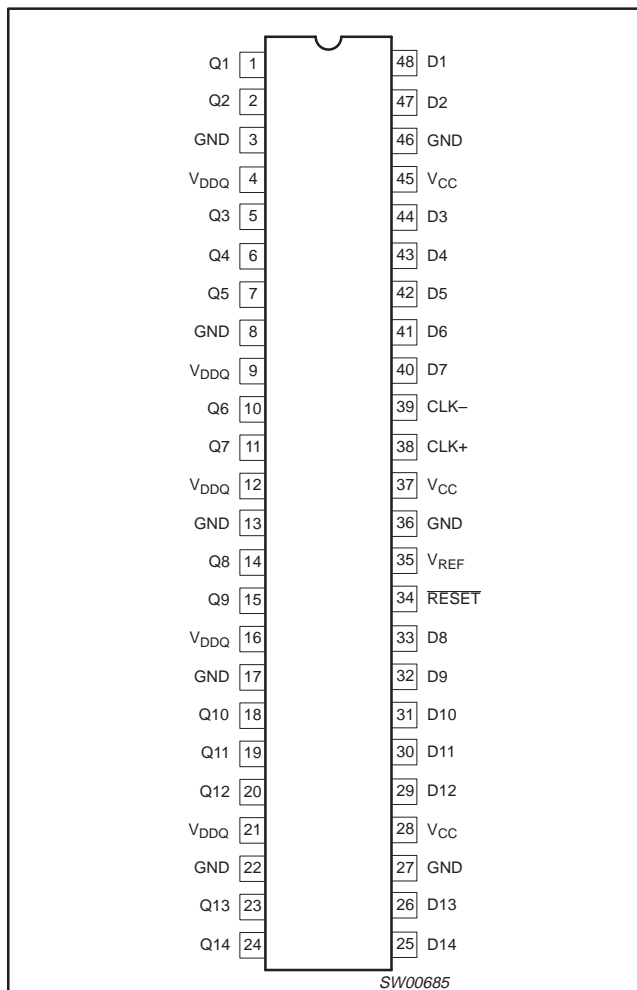 Q1 1 48 D1
Q2 2 47 D2
GND 3 46 GND
VDDQ 4 45 VCC
Q3 5 44 D3
Q4 6 43 D4
Q5 7 42 D5
GND 8 41 D6
VDDQ 9 40 D7
Q6 10 39 CLK–
Q7 11 38 CLK+
VDDQ 12 37 VCC
GND 13 36 GND
Q8 14 35 VREF
Q9 15 34 RESET
VDDQ 16 33 D8
GND 17 32 D9
Q10 18 31 D10
Q11 19 30 D11
Q12 20 29 D12
VDDQ 21 28 VCC
GND 22 27 GND
Q13 23 26 D13
Q14 24 25 D14
SW00685